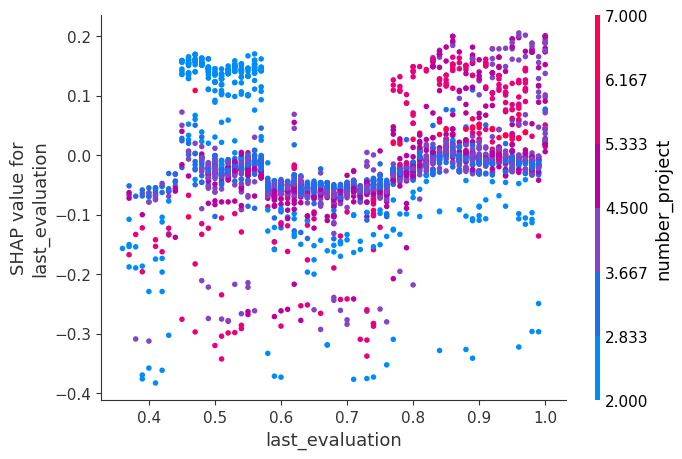 0.2
0.1
0.0
−0.1
−0.2
−0.3
−0.4
SHAP value for
last_evaluation
0.4 0.5 0.6 0.7 0.8 0.9 1.0
last_evaluation
7.000
6.167
5.333
4.500
3.667
2.833
2.000
number_project